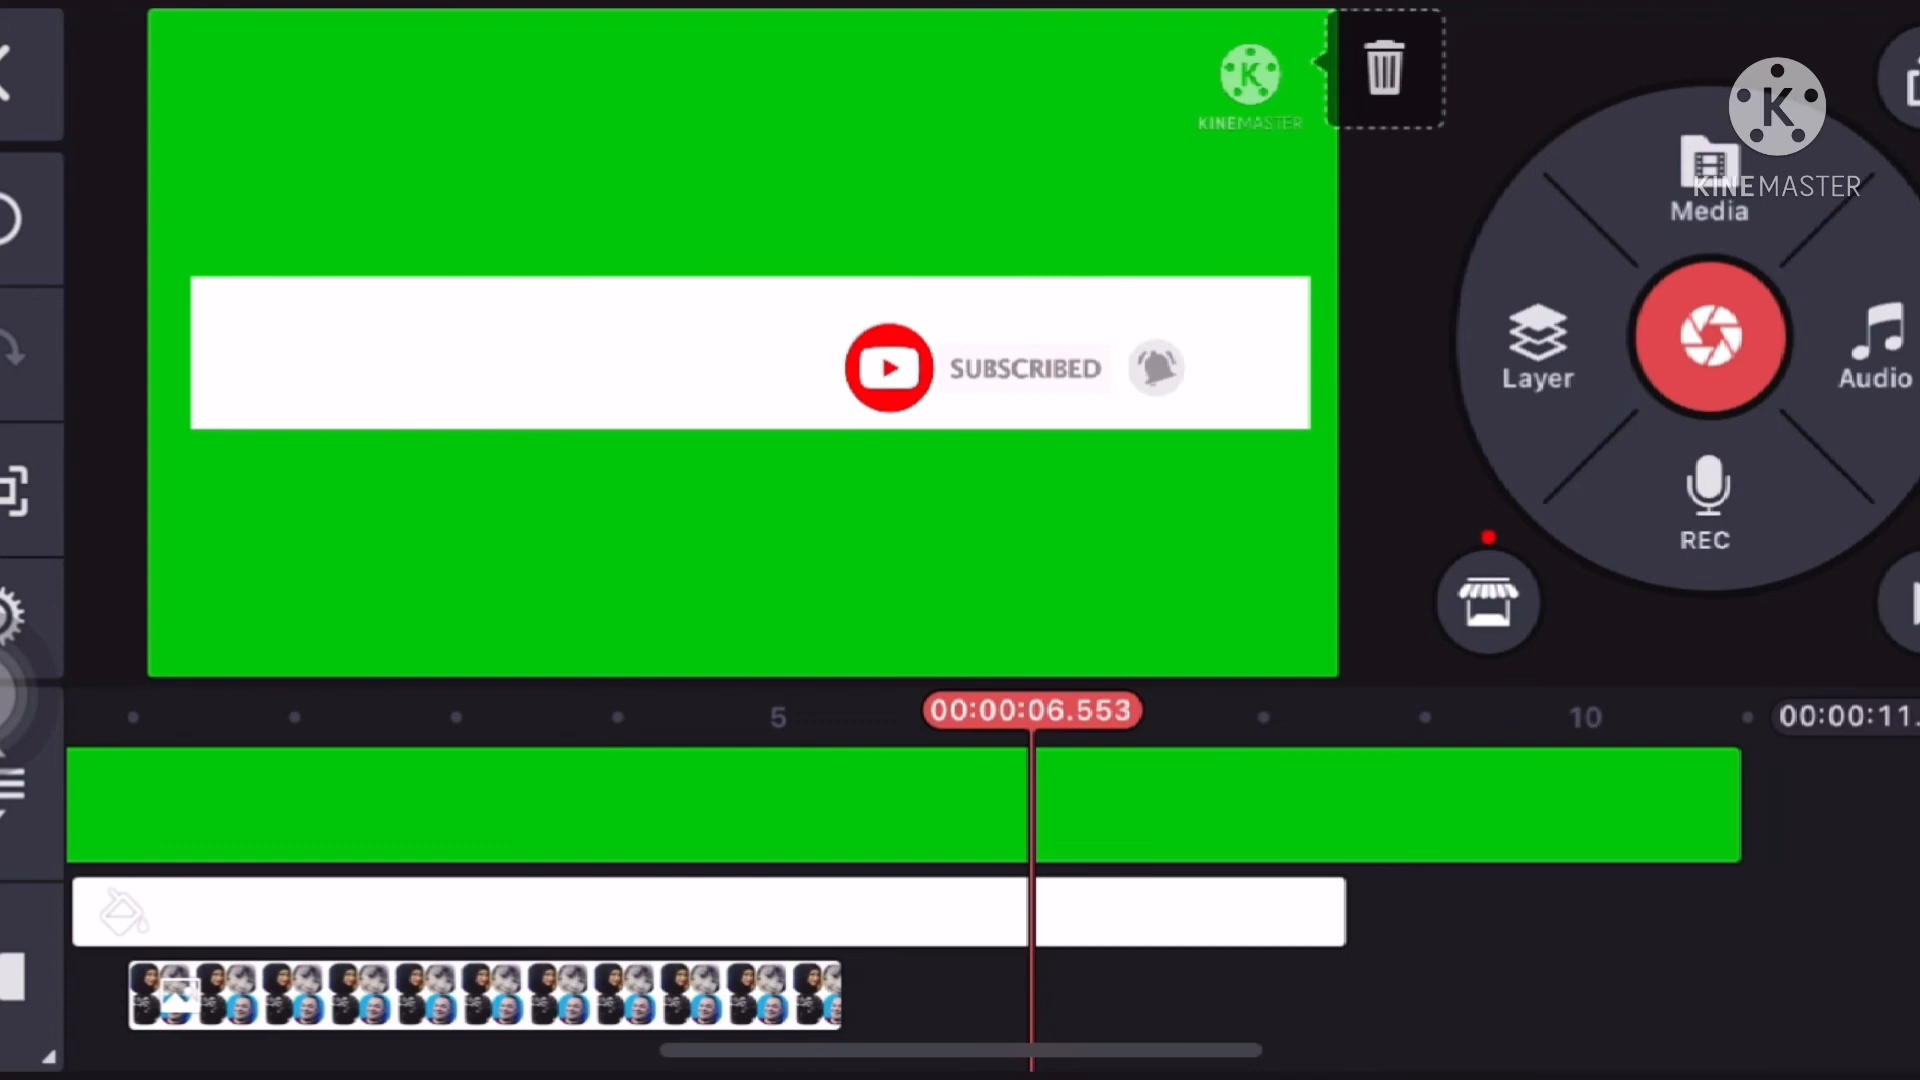 K
KINEMASTER
K
KINEMASTER
Media
SUBSCRIBED
Layer
Audio
REC
5
00:00:06.553
10
00:00:11.